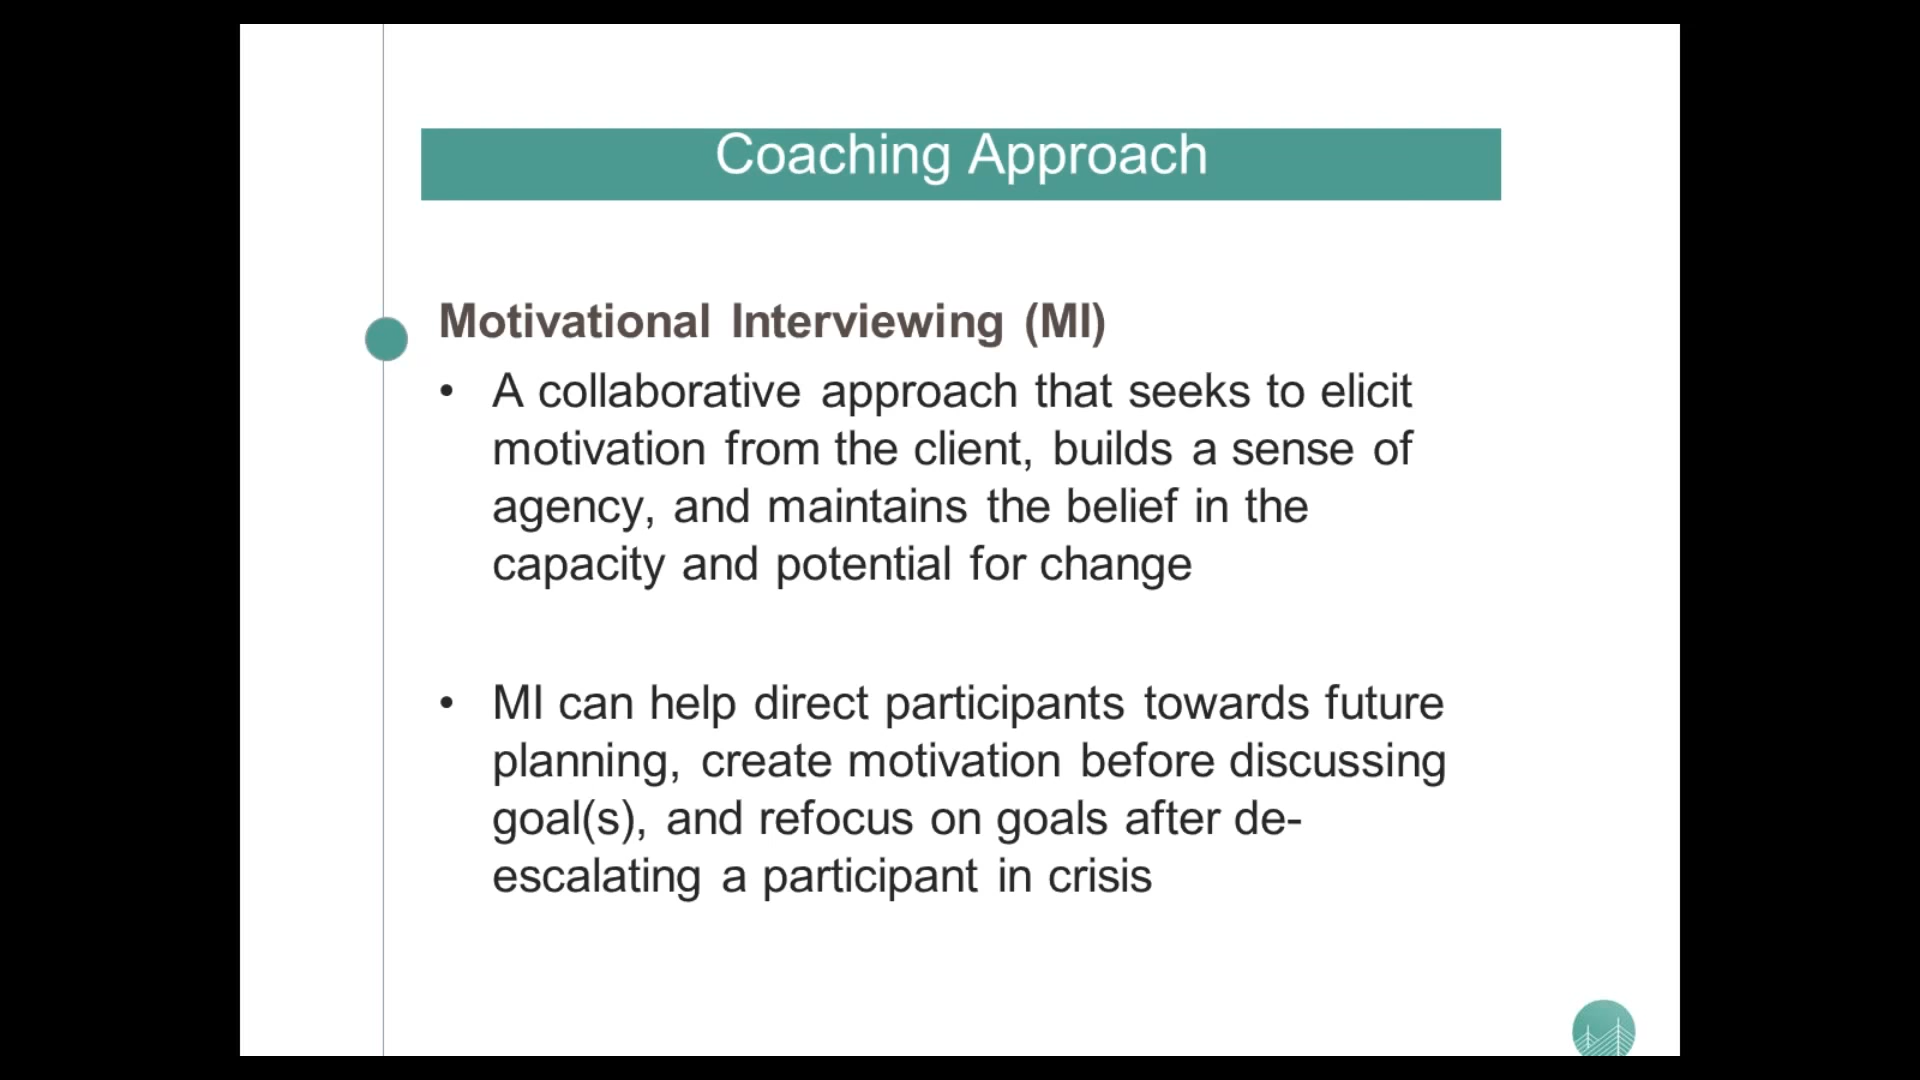 Coaching Approach
Motivational Interviewing (MI)
• A collaborative approach that seeks to elicit
motivation from the client, builds a sense of
agency, and maintains the belief in the
capacity and potential for change
• MI can help direct participants towards future
planning, create motivation before discussing
goal(s), and refocus on goals after de-
escalating a participant in crisis